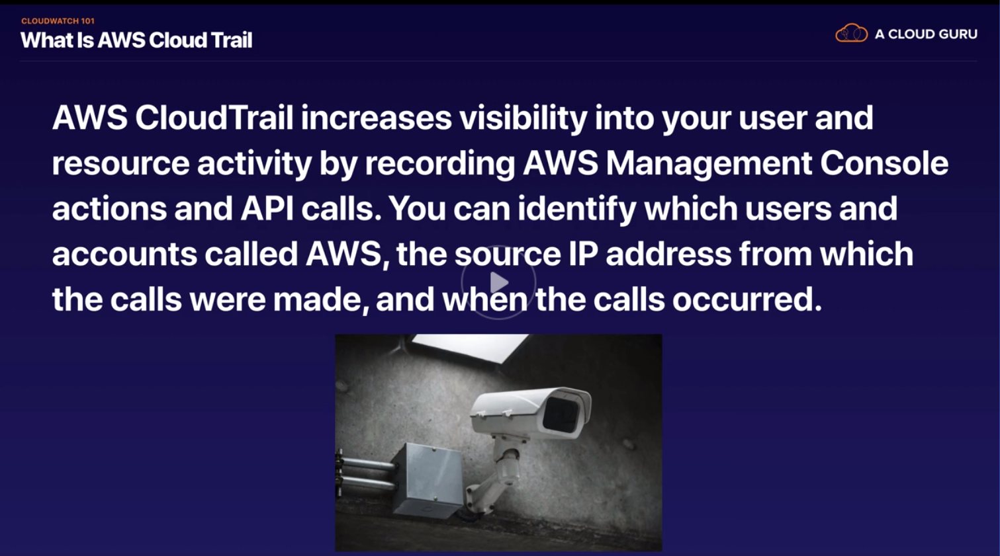 CLOUDWATCH 101
What Is AWS Cloud Trail
A CLOUD GURU
AWS CloudTrail increases visibility into your user and
resource activity by recording AWS Management Console
actions and API calls. You can identify which users and
accounts called AWS, the source IP address from which
the calls were made, and when the calls occurred.